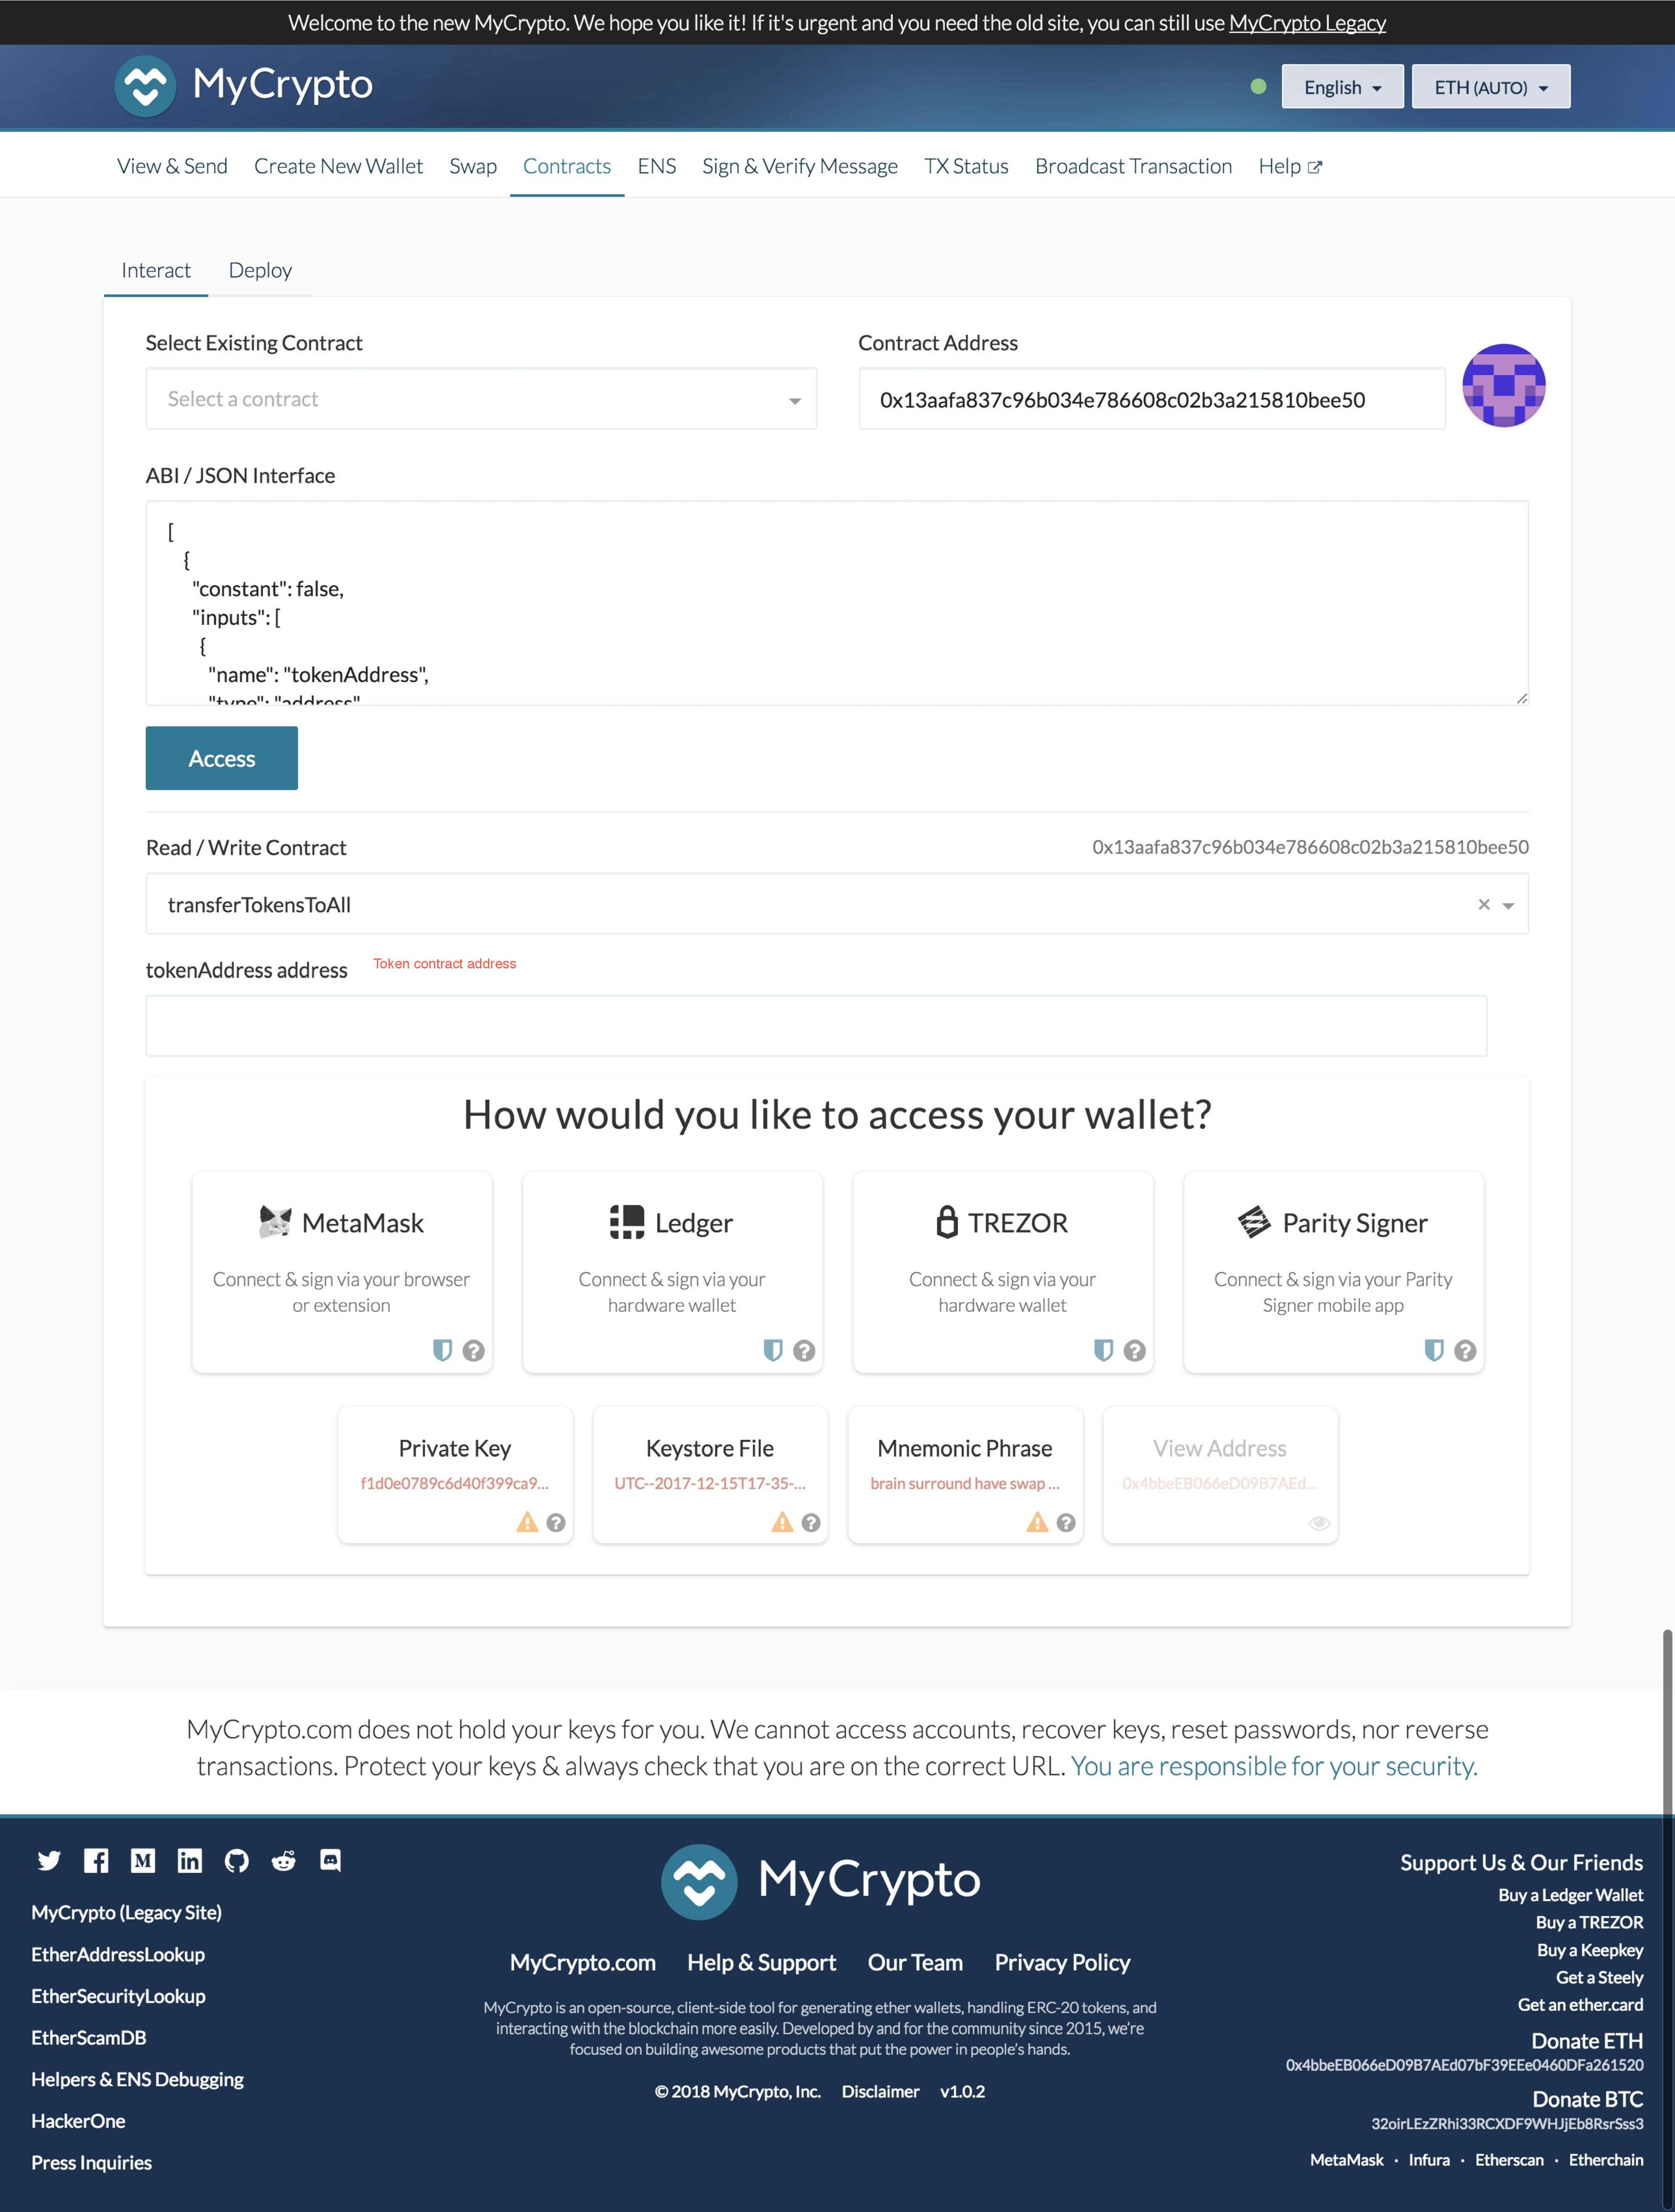 Welcome to the new MyCrypto. We hope you like it! If it's urgent and you need the old site, you can still use MyCrypto Legacy
MyCrypto
English
ETH (AUTO)
View & Send Create New Wallet Swap Contracts ENS Sign & Verify Message TX Status Broadcast Transaction Help
Interact Deploy
Select Existing Contract
Select a contract
Contract Address
0x13aafa837c96b034e786608c02b3a215810bee50
ABI / JSON Interface
[
{
"constant": false,
"inputs": [
{
"name": "tokenAddress",
"type": "address"
Access
Read / Write Contract
0x13aafa837c96b034e786608c02b3a215810bee50
transferTokensToAll
tokenAddress address
Token contract address
How would you like to access your wallet?
MetaMask
Connect & sign via your browser
or extension
Ledger
Connect & sign via your
hardware wallet
TREZOR
Connect & sign via your
hardware wallet
Parity Signer
Connect & sign via your Parity
Signer mobile app
Private Key
f1d0e0789c6d40f399ca9...
Keystore File
UTC--2017-12-15T17-35-...
Mnemonic Phrase
brain surround have swap ...
View Address
0x4bbeEB066eD09B7AEd...
MyCrypto.com does not hold your keys for you. We cannot access accounts, recover keys, reset passwords, nor reverse
transactions. Protect your keys & always check that you are on the correct URL. You are responsible for your security.
MyCrypto (Legacy Site)
EtherAddressLookup
EtherSecurityLookup
EtherScamDB
Helpers & ENS Debugging
HackerOne
Press Inquiries
MyCrypto
MyCrypto.com Help & Support Our Team Privacy Policy
MyCrypto is an open-source, client-side tool for generating ether wallets, handling ERC-20 tokens, and
interacting with the blockchain more easily. Developed by and for the community since 2015, we're
focused on building awesome products that put the power in people's hands.
© 2018 MyCrypto, Inc. Disclaimer v1.0.2
Support Us & Our Friends
Buy a Ledger Wallet
Buy a TREZOR
Buy a Keepkey
Get a Steely
Get an ether.card
Donate ETH
0x4bbeEB066eD09B7AEd07bF39EEe0460DFa261520
Donate BTC
32oirLEzZRhi33RCXDF9WHJjEb8RsrSss3
MetaMask · Infura · Etherscan · Etherchain